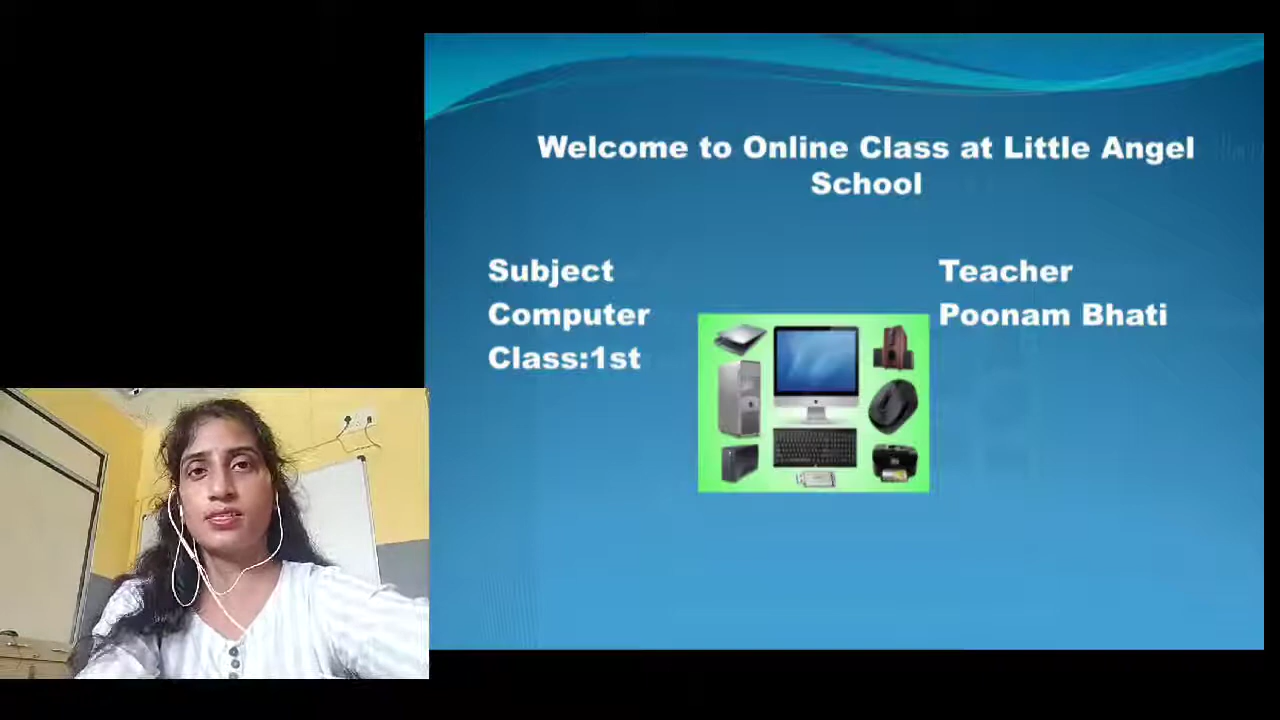 Welcome to Online Class at Little Angel
School
Subject
Teacher
Computer
Poonam Bhati
Class:1st